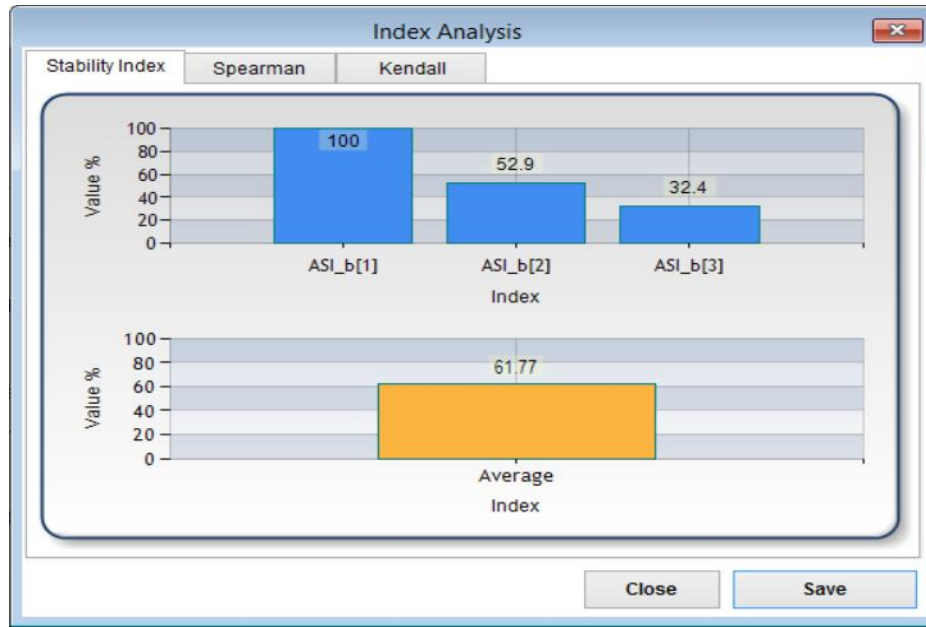 Index Analysis
Stability Index Spearman Kendall
Value %
100
80
60
40
20
0
100
52.9
32.4
ASI_b[1] ASI_b[2] ASI_b[3]
Index
Value %
100
80
60
40
20
0
61.77
Average
Index
Close Save